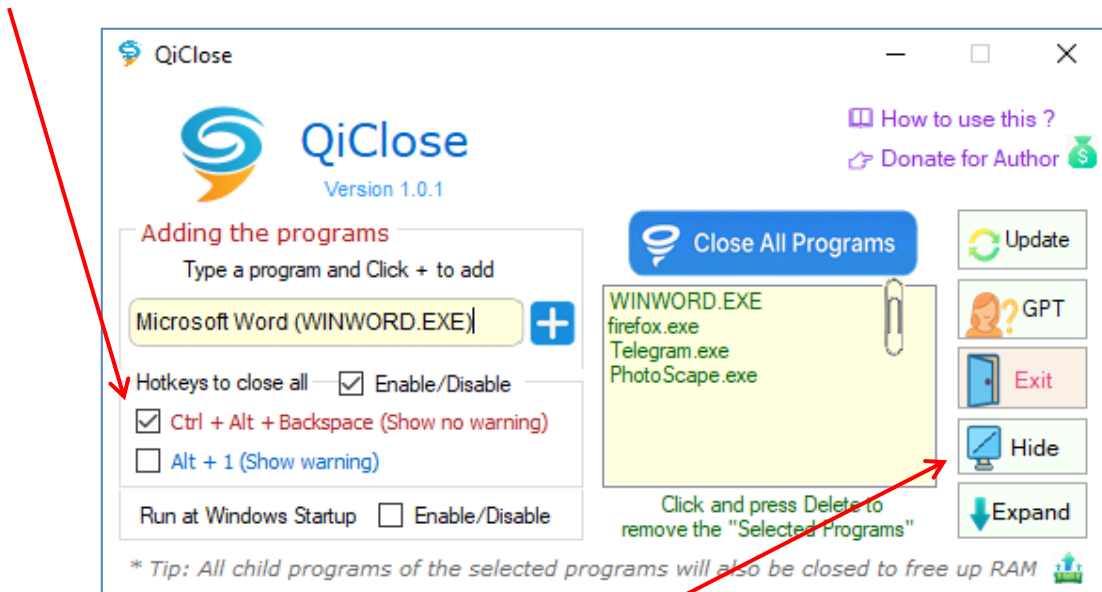 QiClose
How to use this ?
Donate for Author
QiClose
Version 1.0.1
Adding the programs
Type a program and Click + to add
Microsoft Word (WINWORD.EXE)
Hotkeys to close all Enable/Disable
Ctrl + Alt + Backspace (Show no warning)
Alt + 1 (Show warning)
Run at Windows Startup Enable/Disable
Close All Programs
WINWORD.EXE
firefox.exe
Telegram.exe
PhotoScape.exe
Click and press Delete to
remove the "Selected Programs"
Update
GPT
Exit
Hide
Expand
* Tip: All child programs of the selected programs will also be closed to free up RAM